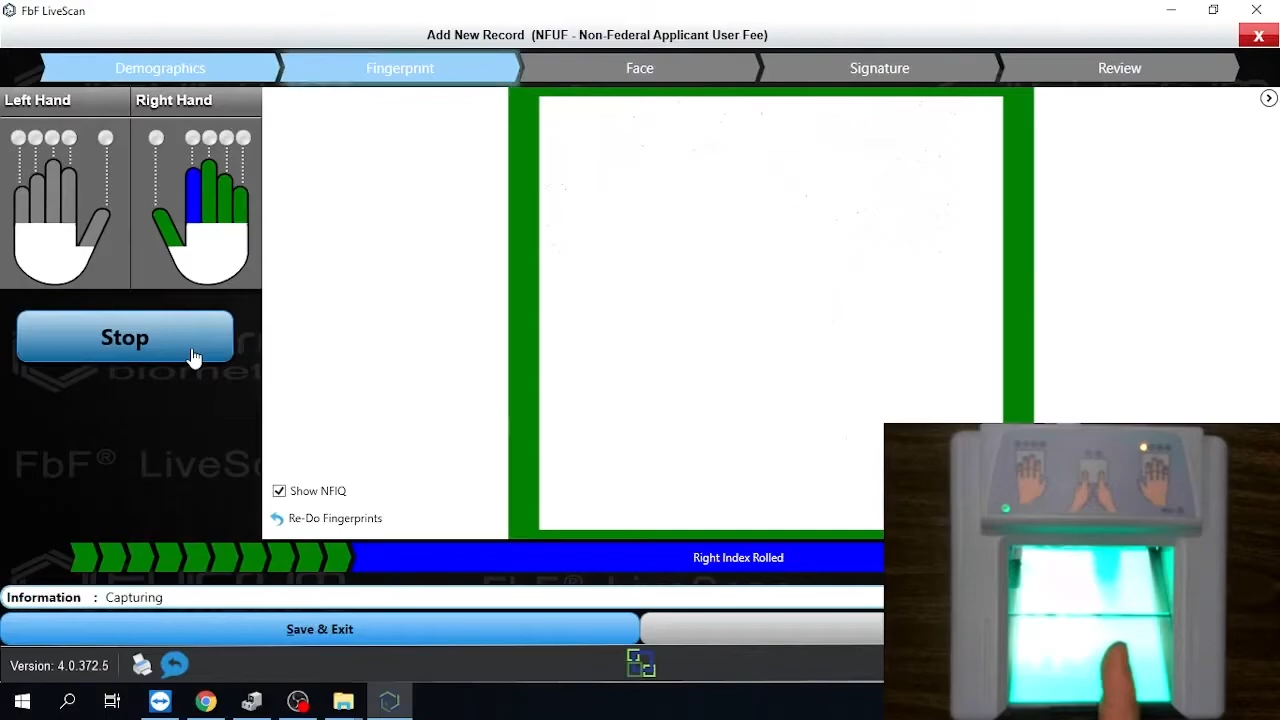 FbF LiveScan
Add New Record  (NFUF - Non-Federal Applicant User Fee)
X
Demographics
Fingerprint
Face
Signature
Review
Left Hand
Right Hand
Stop
FbF® LiveSc
Show NFIQ
Re-Do Fingerprints
Right Index Rolled
Information : Capturing
Save & Exit
Version: 4.0.372.5